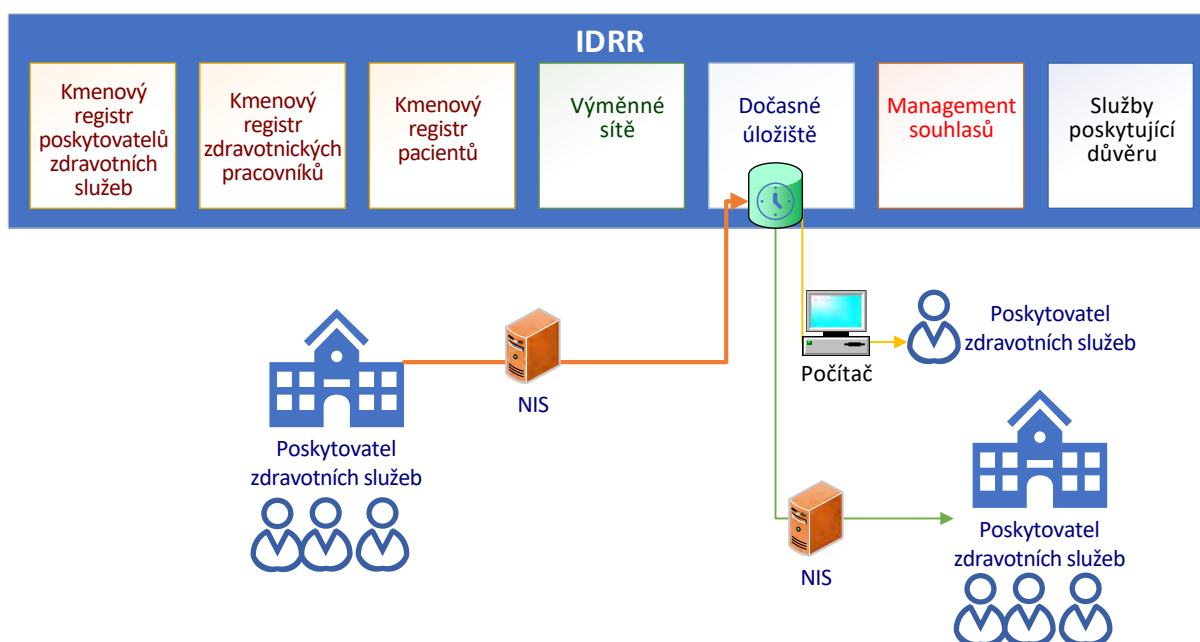 IDRR
Kmenový
registr
poskytovatelů
zdravotních
služeb
Kmenový
registr
zdravotnických
pracovníků
Kmenový
registr
pacientů
Výměnné
sítě
Dočasné
úložiště
Management
souhlasů
Služby
poskytující
důvěru
Poskytovatel
zdravotních služeb
Počítač
NIS
Poskytovatel
zdravotních služeb
Poskytovatel
zdravotních služeb
NIS